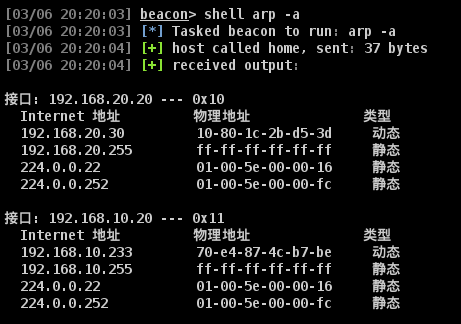 [03/06 20:20:03] beacon> shell arp -a
[03/06 20:20:03] [*] Tasked beacon to run: arp -a
[03/06 20:20:04] [+] host called home, sent: 37 bytes
[03/06 20:20:04] [+] received output:
接口: 192.168.20.20 --- 0x10
Internet 地址 物理地址 类型
192.168.20.30 10-80-1c-2b-d5-3d 动态
192.168.20.255 ff-ff-ff-ff-ff-ff 静态
224.0.0.22 01-00-5e-00-00-16 静态
224.0.0.252 01-00-5e-00-00-fc 静态
接口: 192.168.10.20 --- 0x11
Internet 地址 物理地址 类型
192.168.10.233 70-e4-87-4c-b7-be 动态
192.168.10.255 ff-ff-ff-ff-ff-ff 静态
224.0.0.22 01-00-5e-00-00-16 静态
224.0.0.252 01-00-5e-00-00-fc 静态